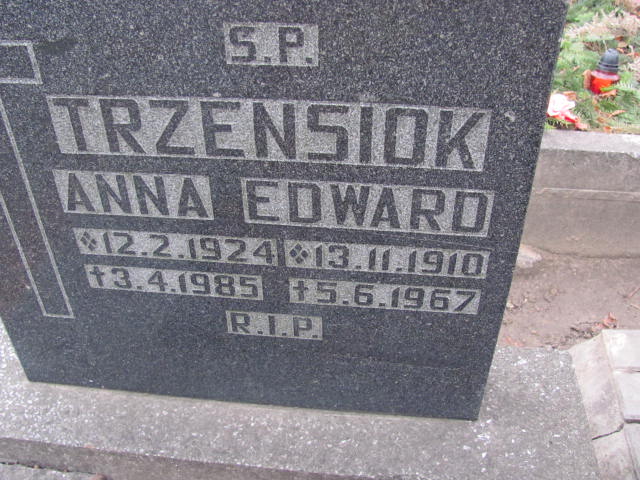 S.P.
TRZENSIOK
ANNA EDWARD
12.2.1924 13.11.1910
†3.4.1985 †5.6.1967
R.I.P.